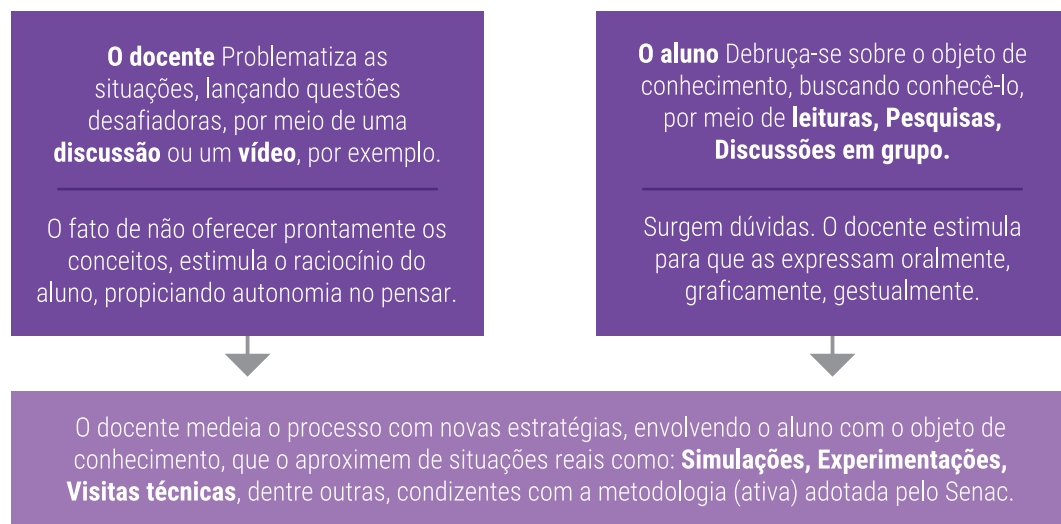 O docente Problematiza as
situações, lançando questões
desafiadoras, por meio de uma
discussão ou um vídeo, por exemplo.
O fato de não oferecer prontamente os
conceitos, estimula o raciocínio do
aluno, propiciando autonomia no pensar.
O aluno Debruça-se sobre o objeto de
conhecimento, buscando conhecê-lo,
por meio de leituras, Pesquisas,
Discussões em grupo.
Surgem dúvidas. O docente estimula
para que as expressam oralmente,
graficamente, gestualmente.
O docente medeia o processo com novas estratégias, envolvendo o aluno com o objeto de
conhecimento, que o aproximem de situações reais como: Simulações, Experimentações,
Visitas técnicas, dentre outras, condizentes com a metodologia (ativa) adotada pelo Senac.